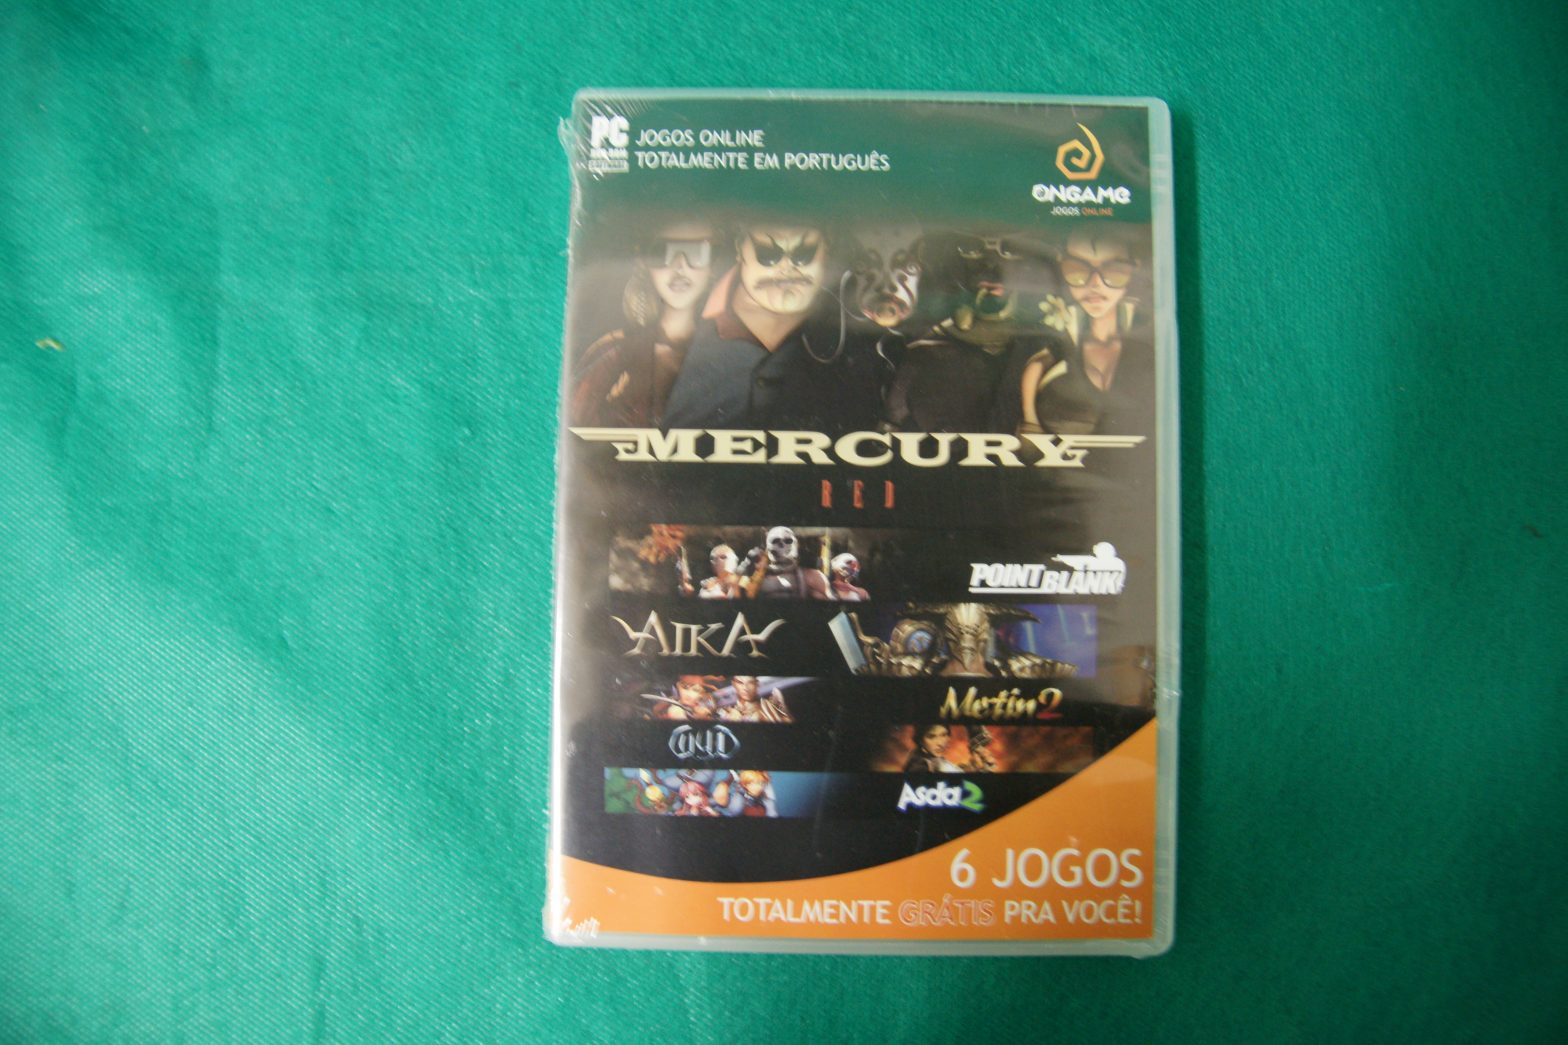 PC
JOGOS ONLINE
TOTALMENTE EM PORTUGUÊS
ONGAME
JOGOS ONLINE
MERCURY
RED
POINT BLANK
AIKA
Metin2
Asda2
6 JOGOS
TOTALMENTE GRÁTIS PRA VOCÊ!